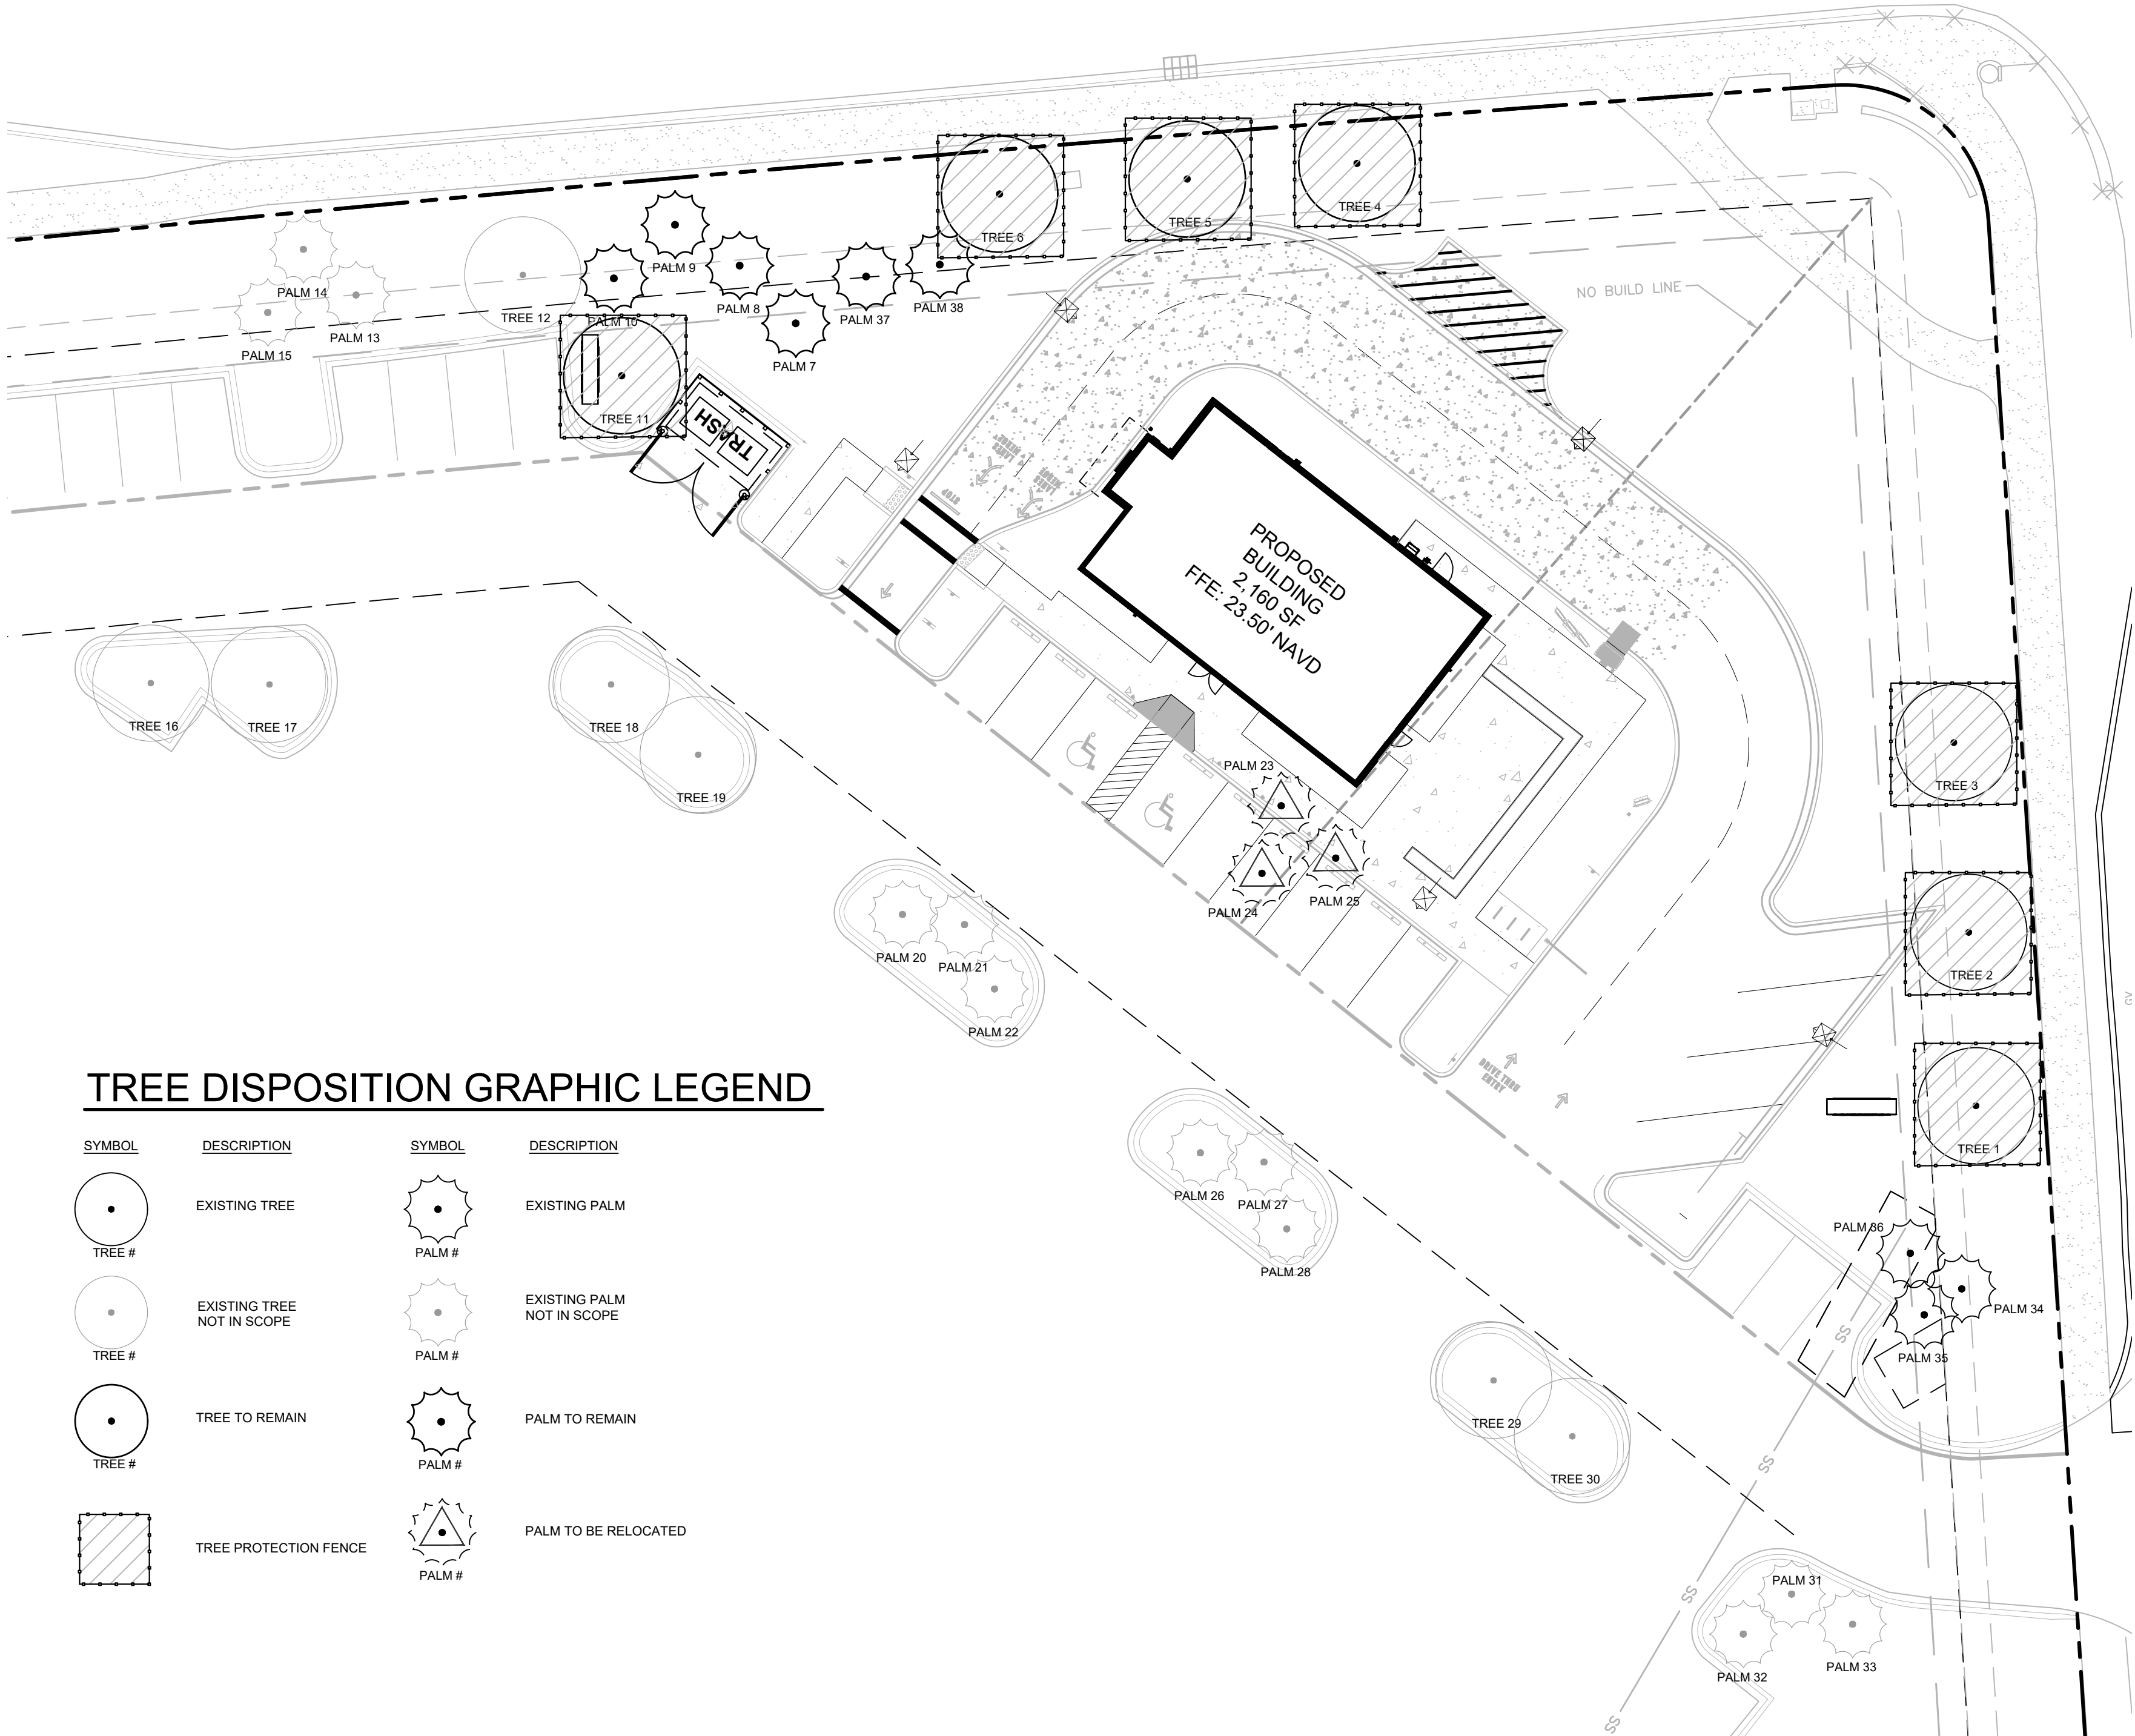 TREE 4
TREE 5
TREE 6
PALM 9
PALM 14
NO BUILD LINE
PALM 8
PALM 38
TREE 12
PALM 10
PALM 37
PALM 13
PALM 15
PALM 7
TREE 11
TRASH
STOP
PROPOSED
BUILDING
2,160 SF
FFE: 23.50' NAVD
TREE 16
TREE 17
TREE 18
TREE 19
PALM 23
TREE 3
PALM 25
PALM 24
PALM 20
PALM 21
PALM 22
TREE 2
DRIVE THRU
ENTRY
TREE 1
PALM 26
PALM 27
PALM 28
PALM 36
PALM 34
PALM 35
SS
TREE 29
TREE 30
SS
SS
SS
PALM 31
PALM 32
PALM 33
TREE DISPOSITION GRAPHIC LEGEND
SYMBOL DESCRIPTION SYMBOL DESCRIPTION
EXISTING TREE
TREE #
EXISTING PALM
PALM #
EXISTING TREE
NOT IN SCOPE
TREE #
EXISTING PALM
NOT IN SCOPE
PALM #
TREE TO REMAIN
TREE #
PALM TO REMAIN
PALM #
TREE PROTECTION FENCE
PALM TO BE RELOCATED
PALM #